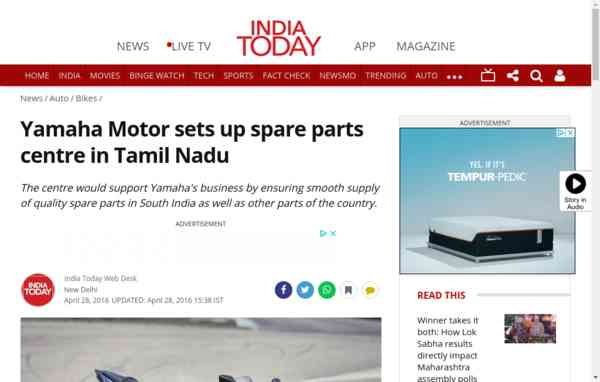 INDIA
TODAY
NEWS
LIVE TV
APP
MAGAZINE
HOME INDIA MOVIES BINGE WATCH TECH SPORTS FACT CHECK NEWSMO TRENDING AUTO
News / Auto / Bikes /
Yamaha Motor sets up spare parts
centre in Tamil Nadu
The centre would support Yamaha's business by ensuring smooth supply
of quality spare parts in South India as well as other parts of the country.
ADVERTISEMENT
INDIA
TODAY
India Today Web Desk
New Delhi
April 28, 2016 UPDATED: April 28, 2016 15:38 IST
ADVERTISEMENT
YES, IF IT'S
TEMPUR-PEDIC
Story in
Audio
READ THIS
Winner takes it
both: How Lok
Sabha results
directly impact
Maharashtra
assembly polls